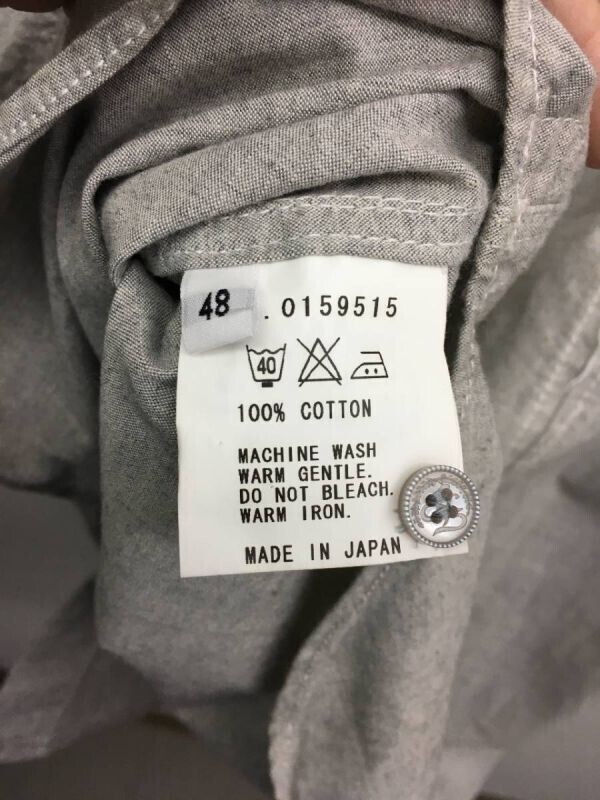 48 . 0159515
40
100% COTTON
MACHINE WASH
WARM GENTLE.
DO NOT BLEACH.
WARM IRON.
MADE IN JAPAN